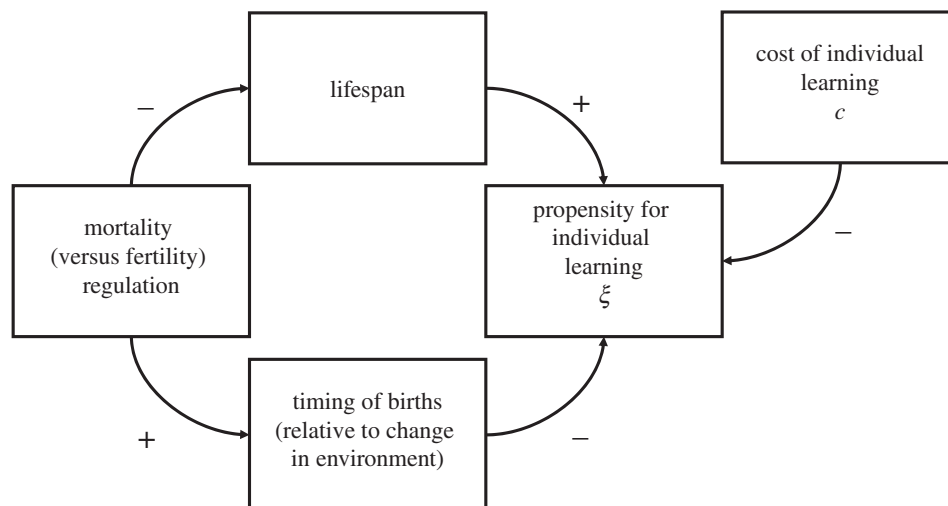 lifespan
cost of individual
learning
c
−
+
mortality
(versus fertility)
regulation
propensity for
individual
learning
ξ
−
+
timing of births
(relative to change
in environment)
−